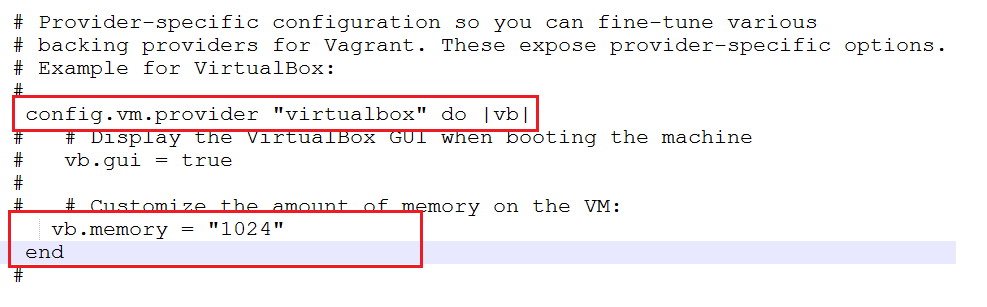 # Provider-specific configuration so you can fine-tune various
# backing providers for Vagrant. These expose provider-specific options.
# Example for VirtualBox:
#
config.vm.provider "virtualbox" do |vb|
#   # Display the VirtualBox GUI when booting the machine
#   vb.gui = true
#
#   # Customize the amount of memory on the VM:
vb.memory = "1024"
end
#